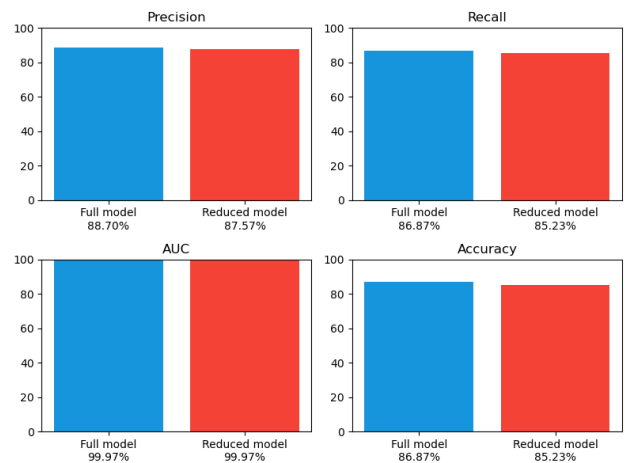 Precision
100
80
60
40
20
0
Full model
88.70%
Reduced model
87.57%
Recall
100
80
60
40
20
0
Full model
86.87%
Reduced model
85.23%
AUC
100
80
60
40
20
0
Full model
99.97%
Reduced model
99.97%
Accuracy
100
80
60
40
20
0
Full model
86.87%
Reduced model
85.23%